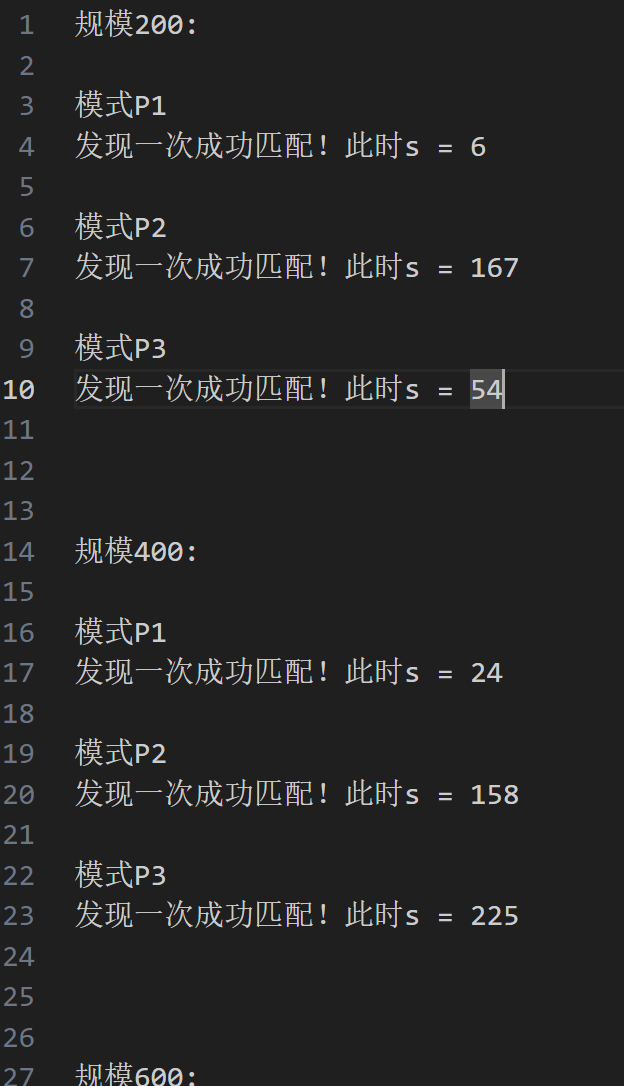 1 规模200:
2
3 模式P1
4 发现一次成功匹配！此时s = 6
5
6 模式P2
7 发现一次成功匹配！此时s = 167
8
9 模式P3
10 发现一次成功匹配！此时s = 54
11
12
13
14 规模400:
15
16 模式P1
17 发现一次成功匹配！此时s = 24
18
19 模式P2
20 发现一次成功匹配！此时s = 158
21
22 模式P3
23 发现一次成功匹配！此时s = 225
24
25
26
27 规模600: